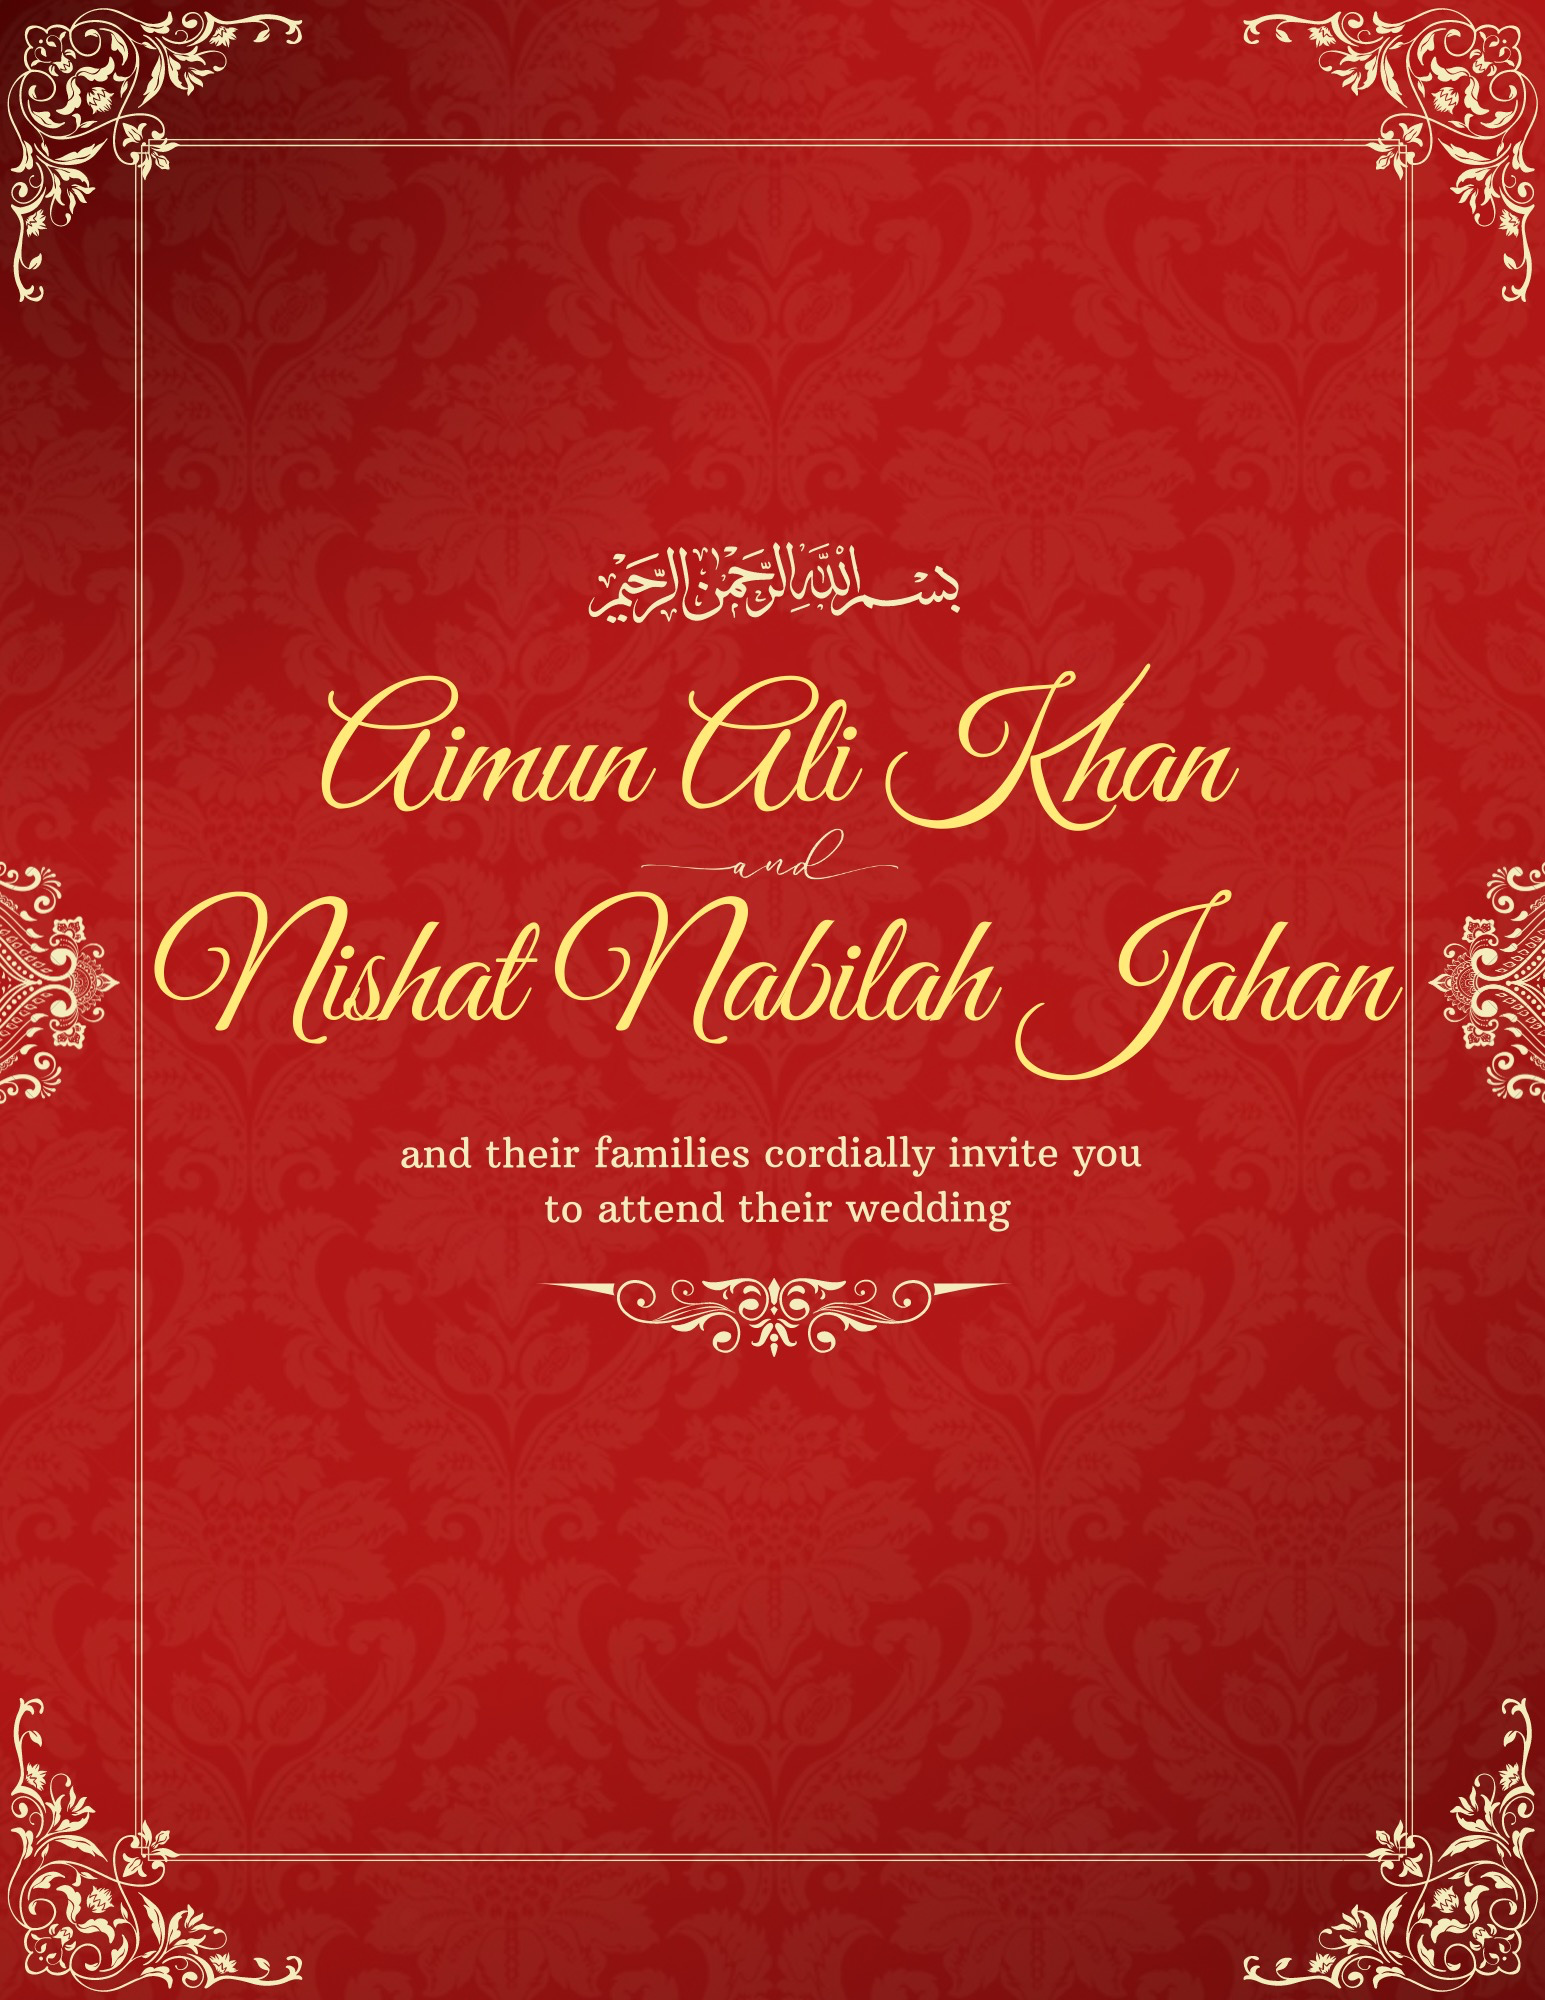 بسم الله الرحمن الرحيم
Aimun Ali Khan
and
Nishat Nabilah Jahan
and their families cordially invite you
to attend their wedding